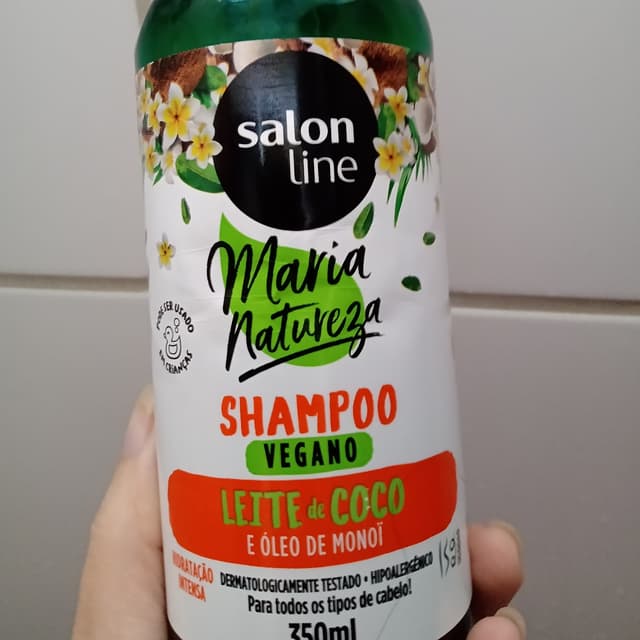 salon
line
Maria
Natureza
PODE SER USADO
EM CRIANÇAS
SHAMPOO
VEGANO
LEITE de COCO
E ÓLEO DE MONOÏ
HIDRATAÇÃO
INTENSA
DERMATOLOGICAMENTE TESTADO • HIPOALERGÊNICO
Para todos os tipos de cabelo!
350ml